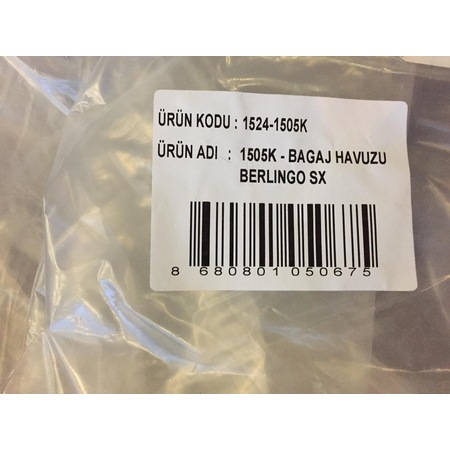 ÜRÜN KODU : 1524-1505K
ÜRÜN ADI : 1505K - BAGAJ HAVUZU
BERLINGO SX
8 680801 050675